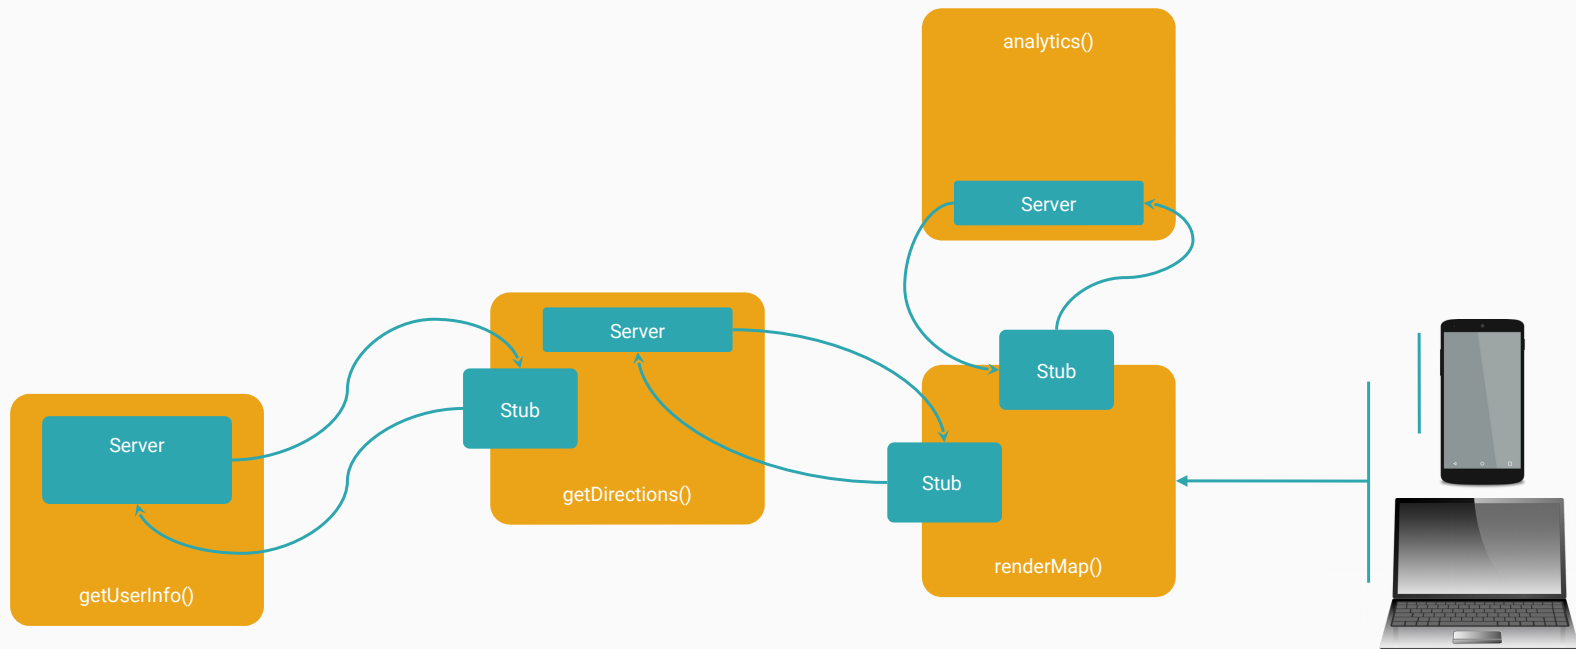 analytics()
Server
Server
Stub
Stub
Server
Stub
getDirections()
renderMap()
getUserInfo()